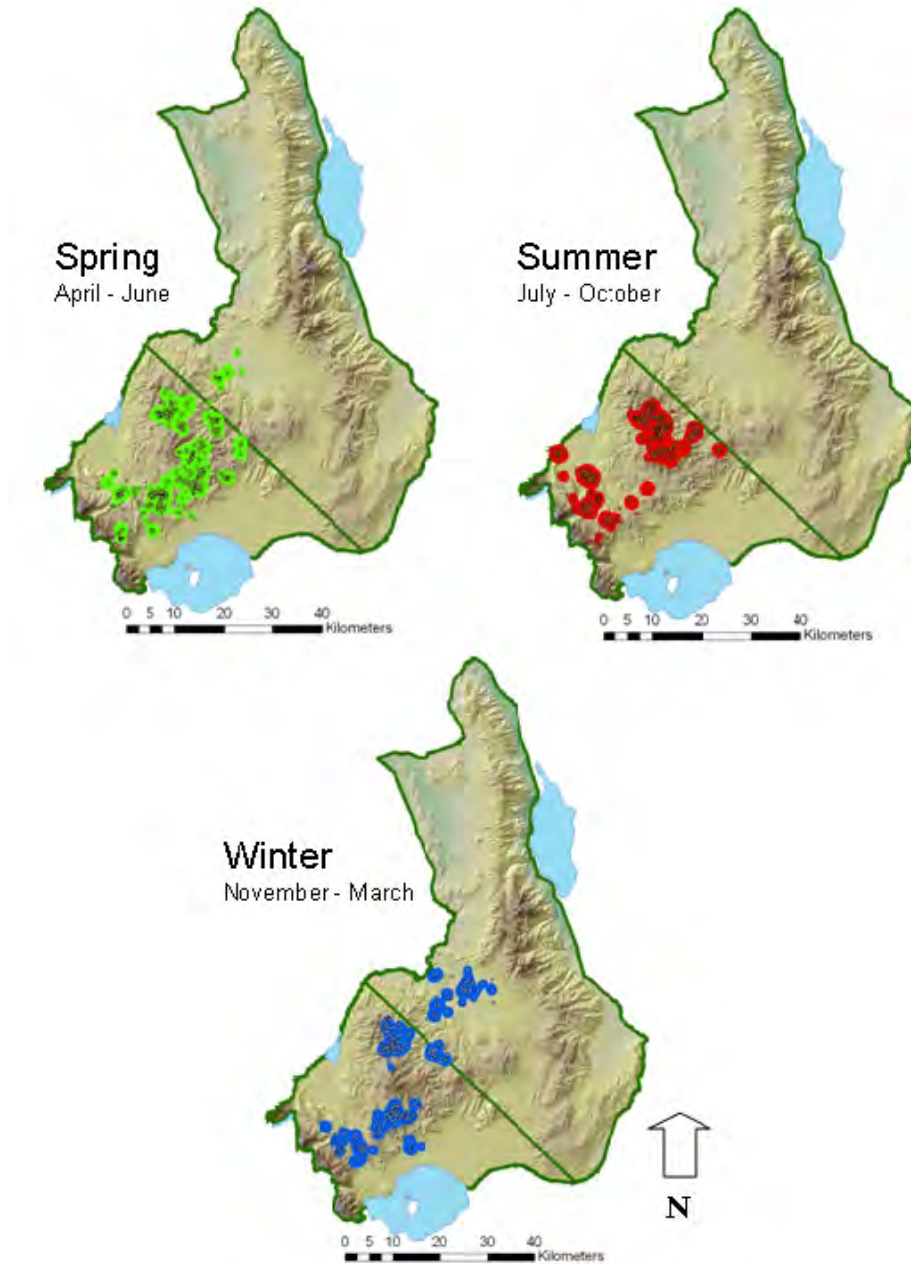 Spring
April - June
0 5 10 20 30 40
Kilometers
Summer
July - October
0 5 10 20 30 40
Kilometers
Winter
November - March
N
0 5 10 20 30 40
Kilometers